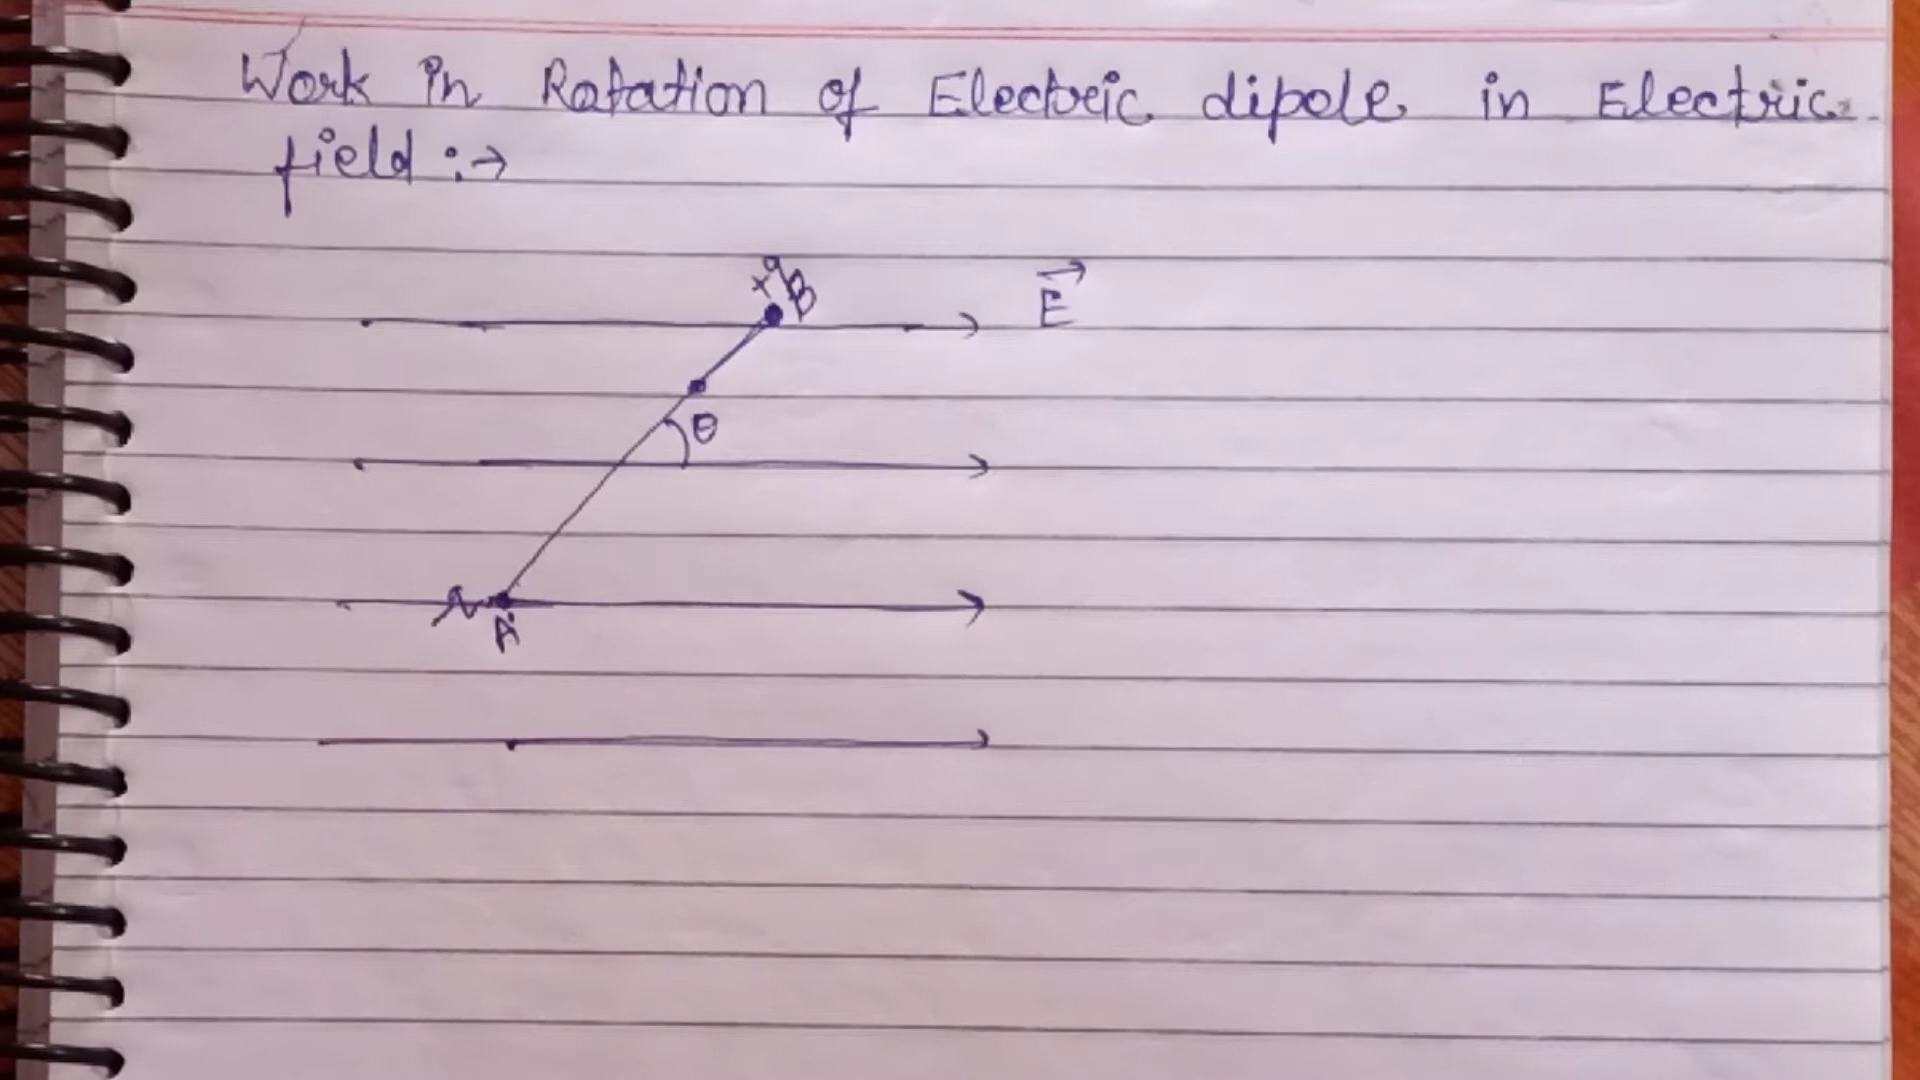 Work in Rotation of Electric dipole in Electric
field :→
+q
B
E
θ
A